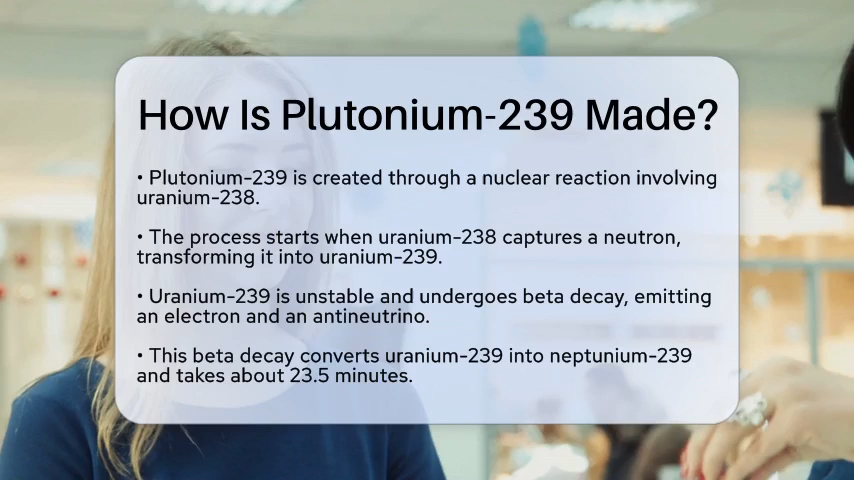 How Is Plutonium-239 Made?
• Plutonium-239 is created through a nuclear reaction involving
uranium-238.
• The process starts when uranium-238 captures a neutron,
transforming it into uranium-239.
• Uranium-239 is unstable and undergoes beta decay, emitting
an electron and an antineutrino.
• This beta decay converts uranium-239 into neptunium-239
and takes about 23.5 minutes.